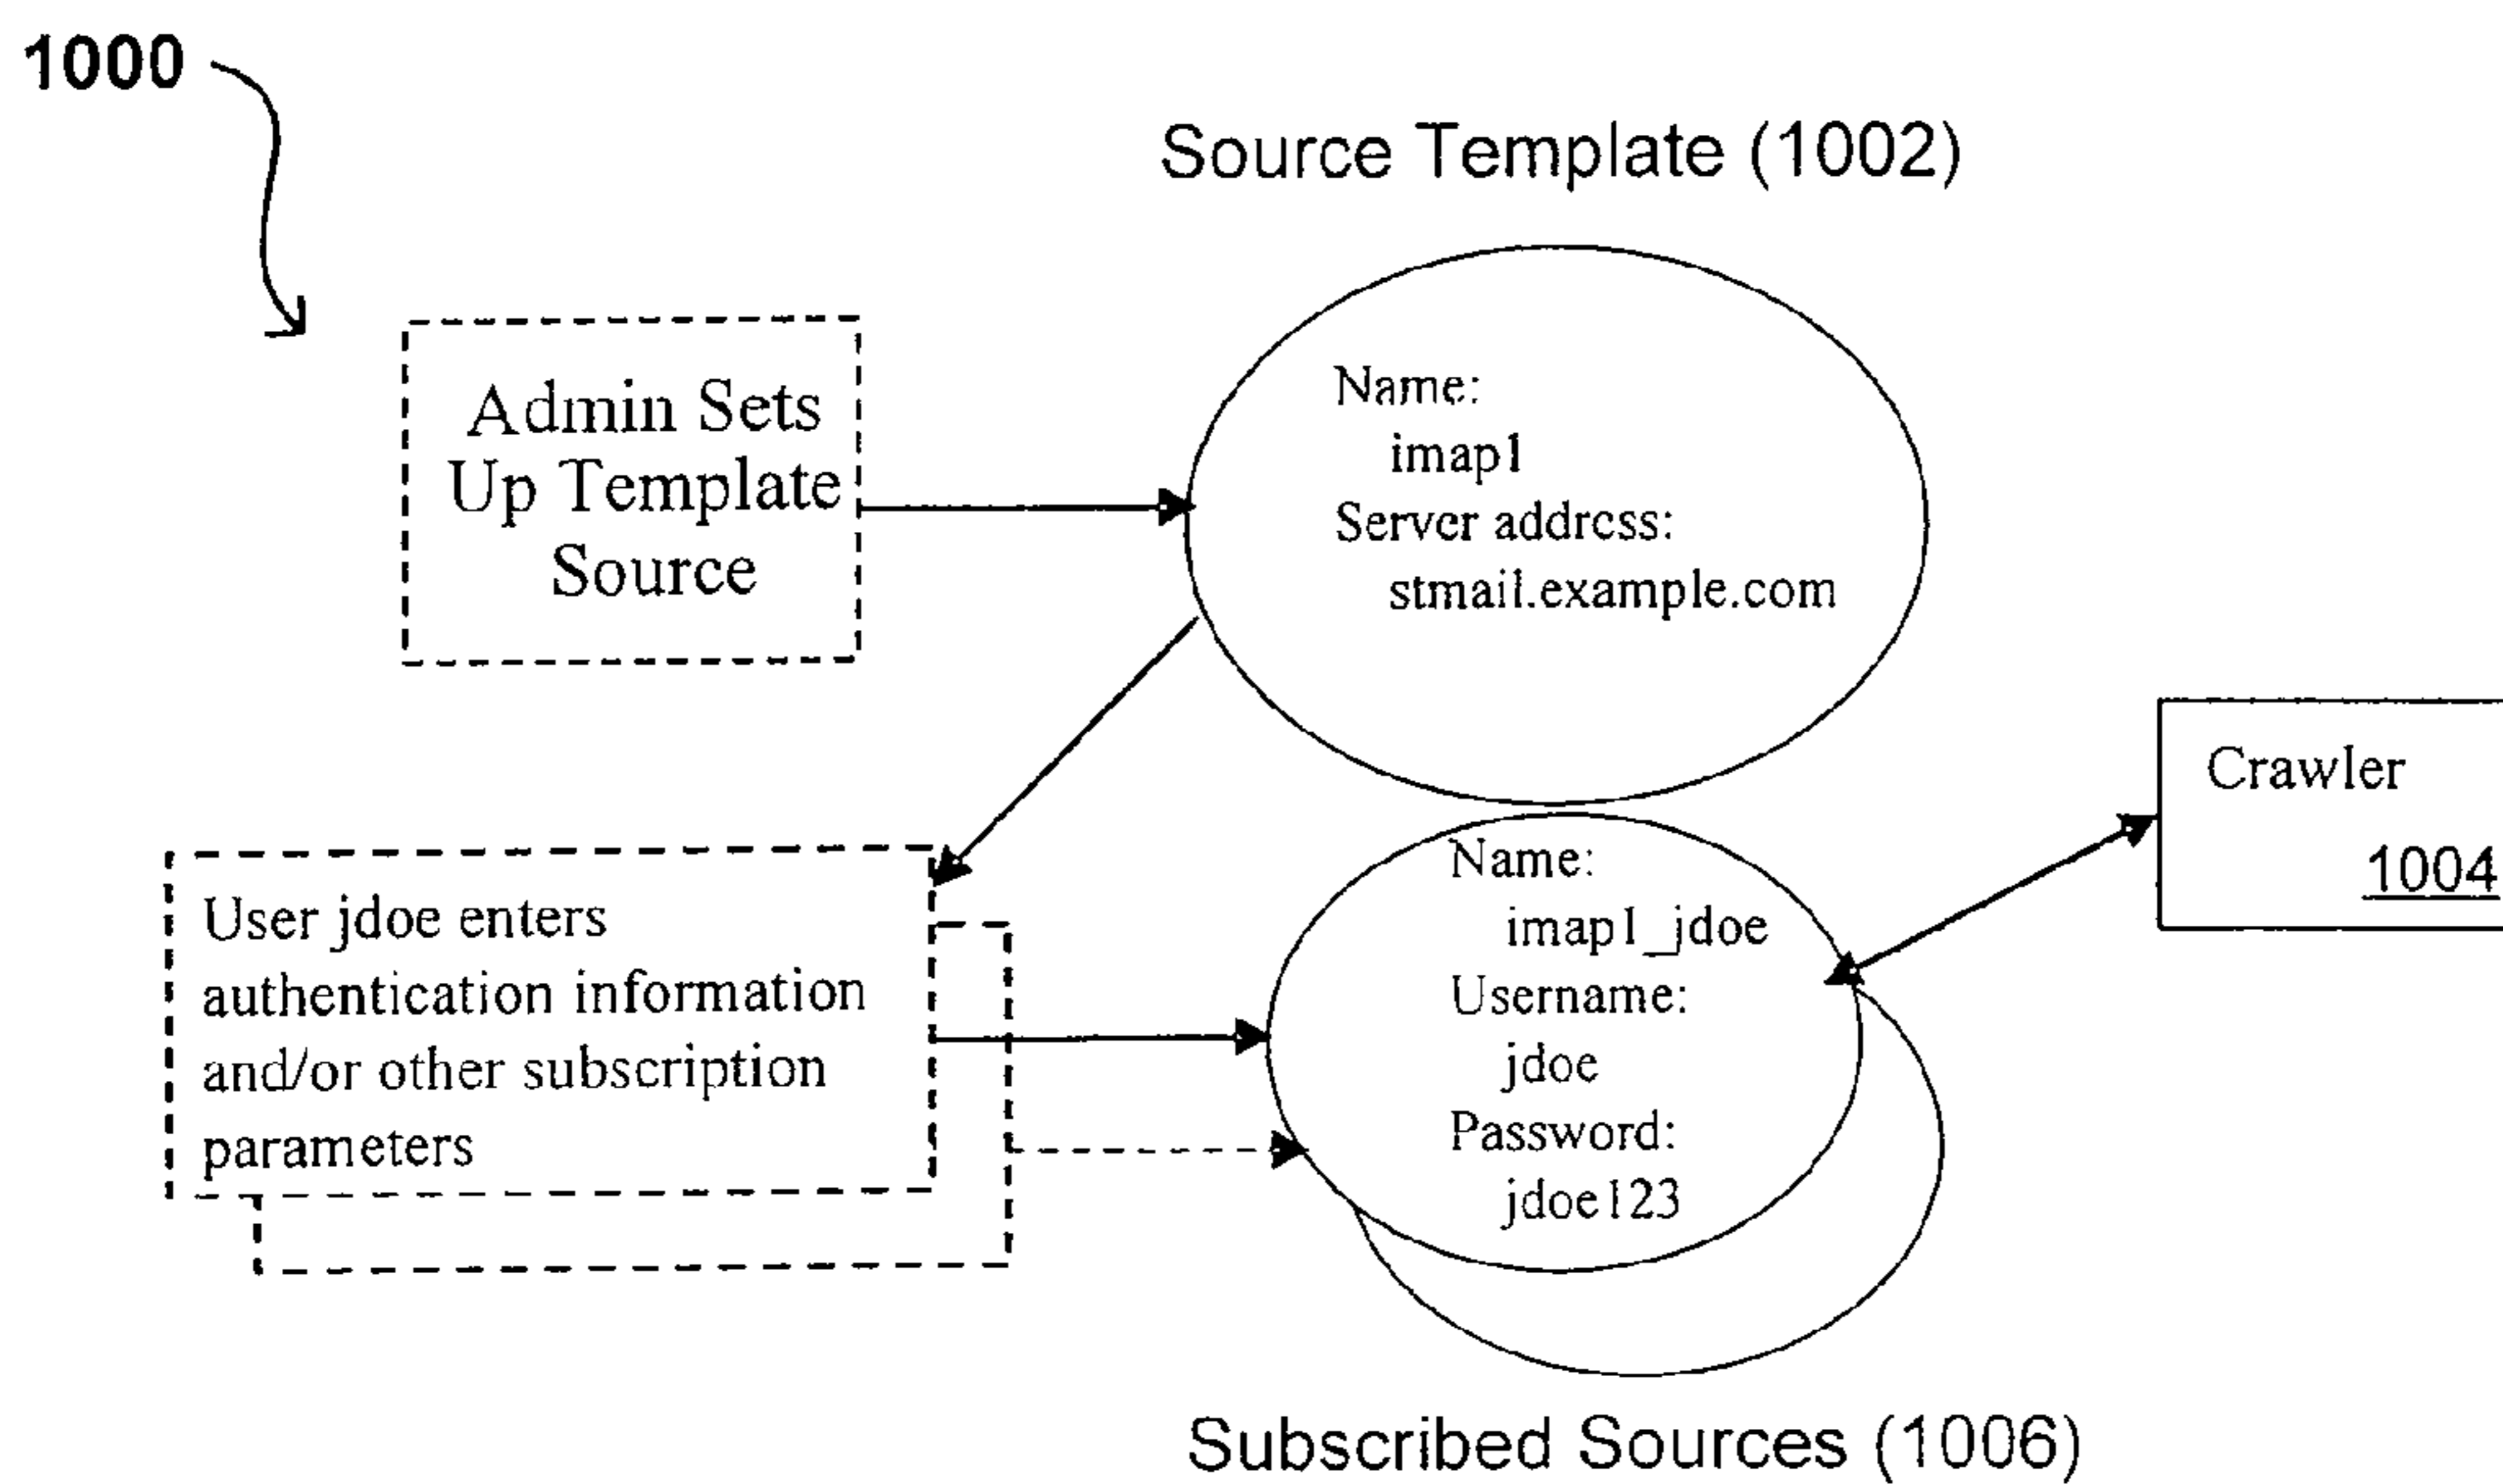 1000
Source Template (1002)
Admin Sets
Up Template
Source
Name:
imap1
Server address:
stmail.example.com
Crawler
1004
User jdoe enters
authentication information
and/or other subscription
parameters
Name:
imap1_jdoe
Username:
jdoe
Password:
jdoe123
Subscribed Sources (1006)